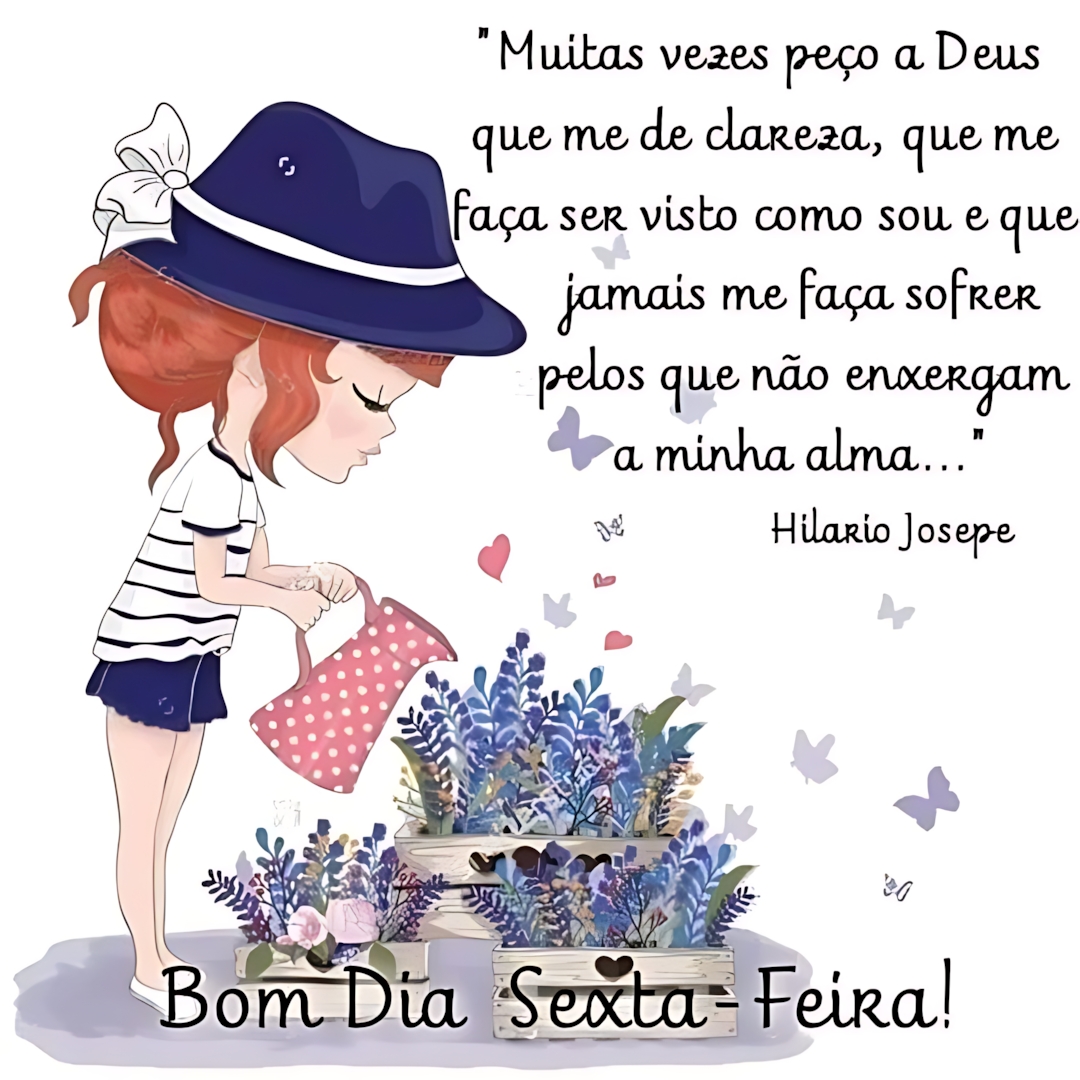 "Muitas vezes peço a Deus
que me de clareza, que me
faça ser visto como sou e que
jamais me faça sofrer
pelos que não enxergam
a minha alma..."
Hilario Josepe
Bom Dia Sexta-Feira!